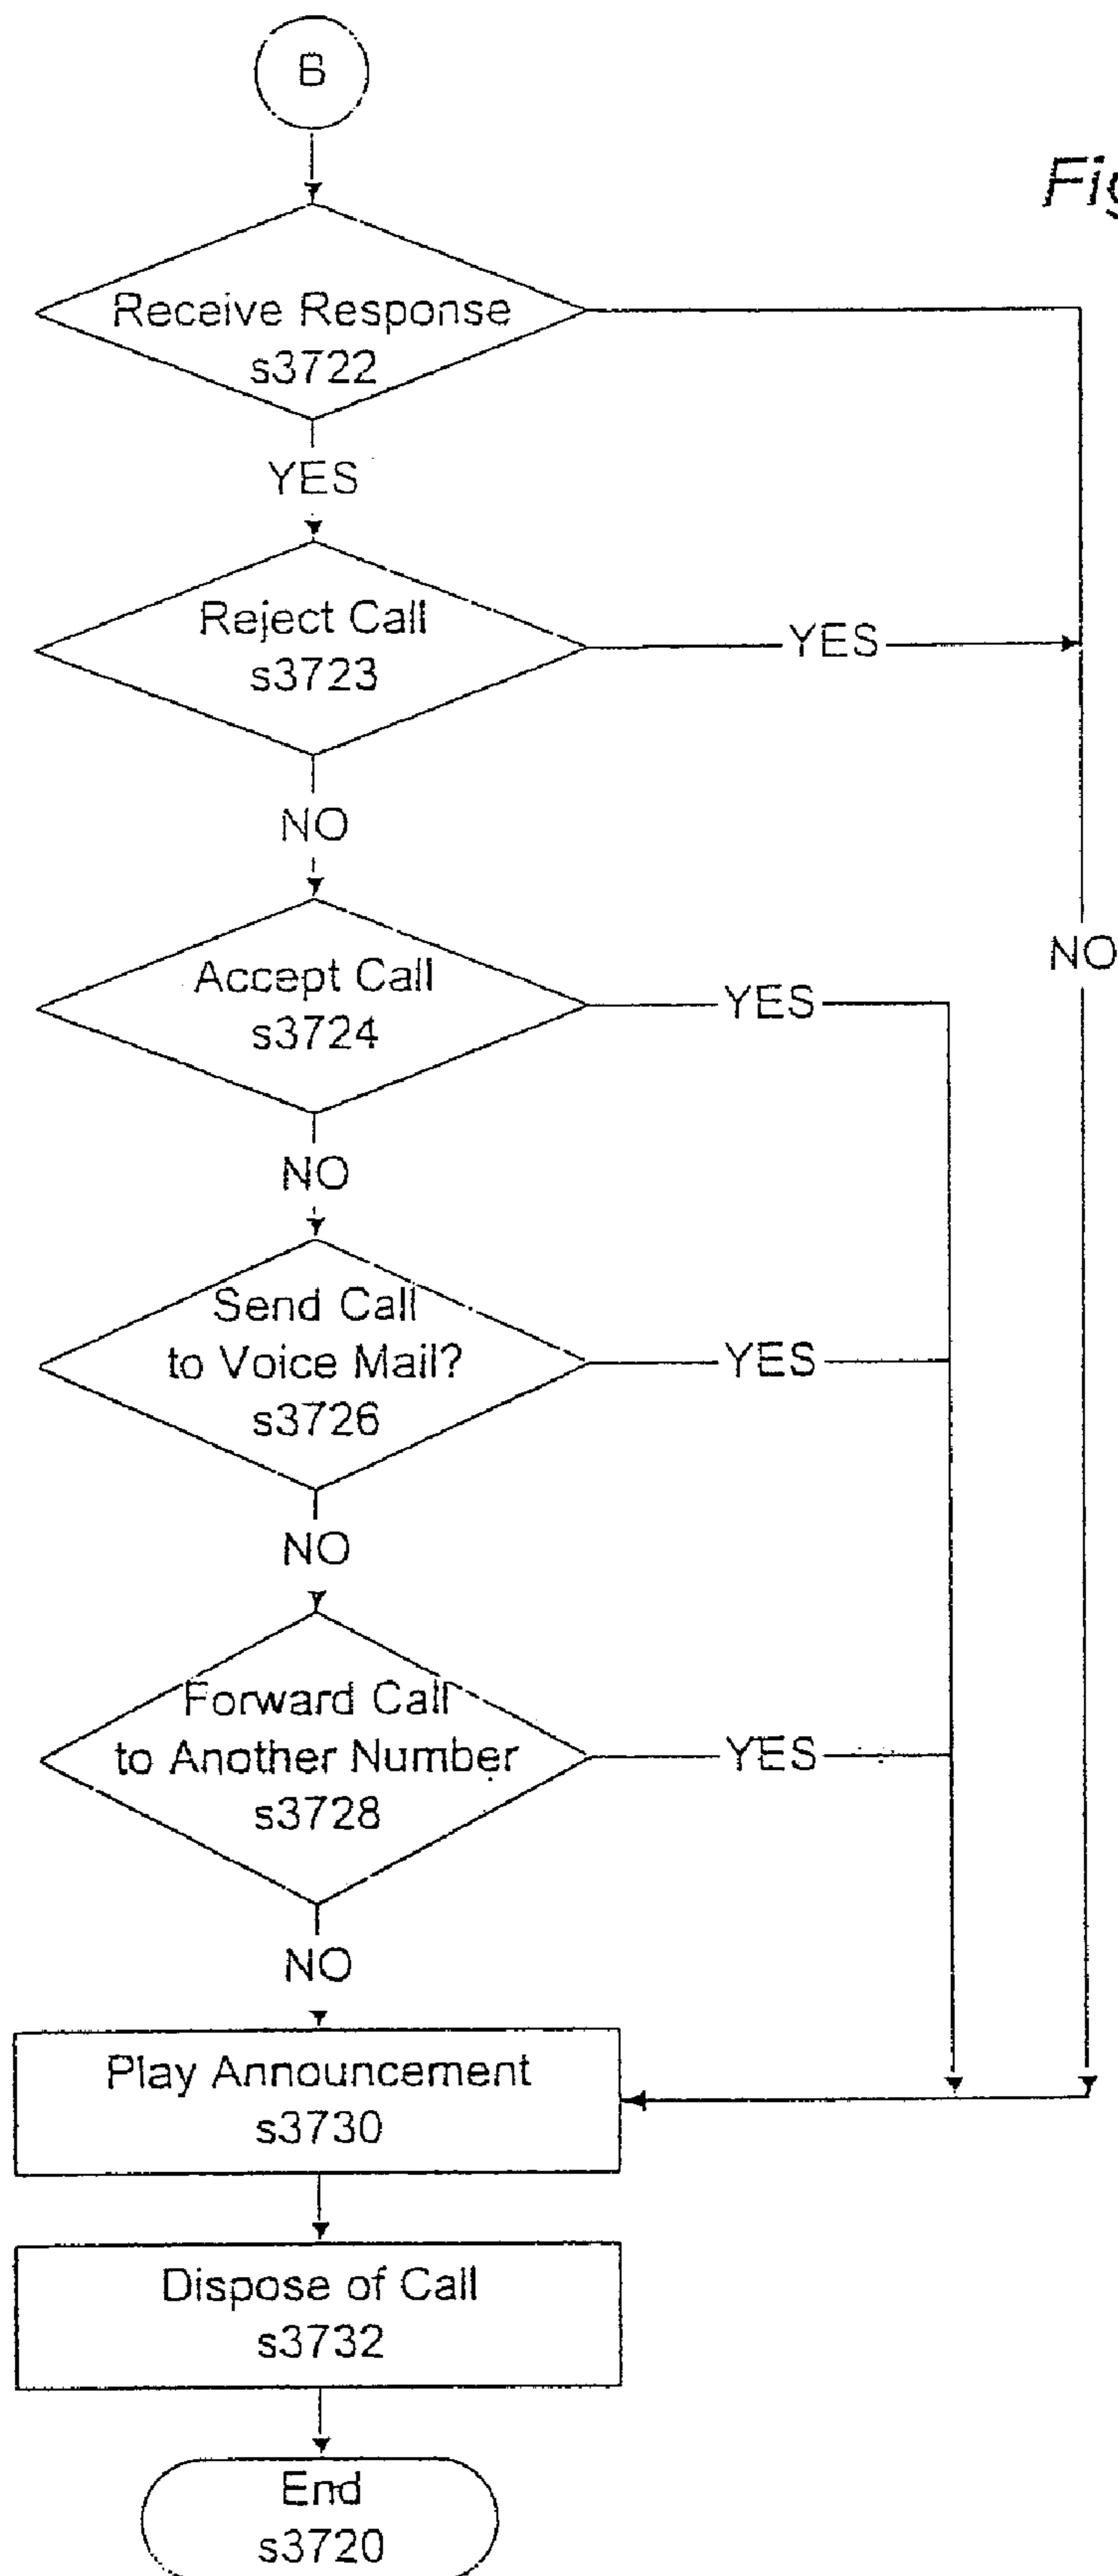 B
Fig
Receive Response
s3722
YES
Reject Call
s3723
YES
NO
Accept Call
s3724
YES
NO
NO
Send Call
to Voice Mail?
s3726
YES
NO
Forward Call
to Another Number
s3728
YES
NO
Play Announcement
s3730
Dispose of Call
s3732
End
s3720